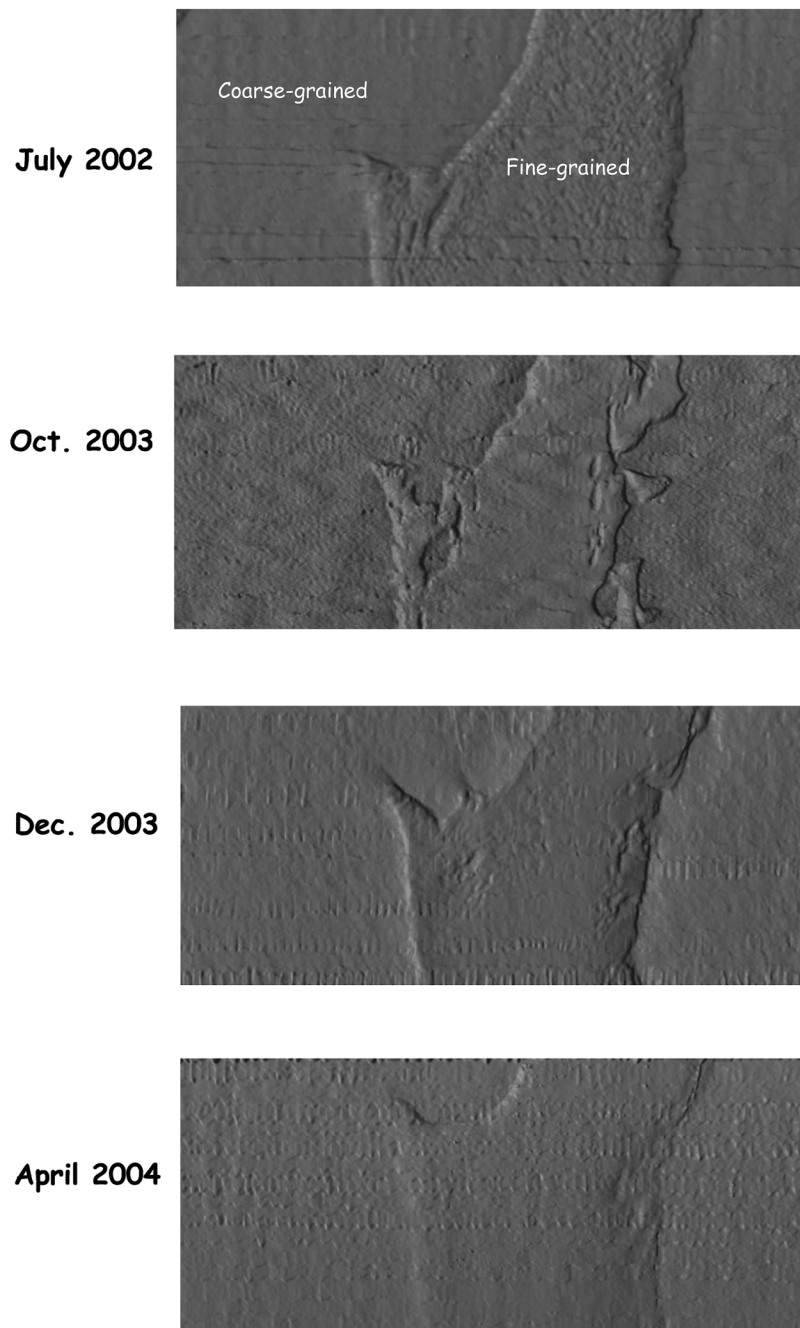 Coarse-grained
July 2002
Fine-grained
Oct. 2003
Dec. 2003
April 2004